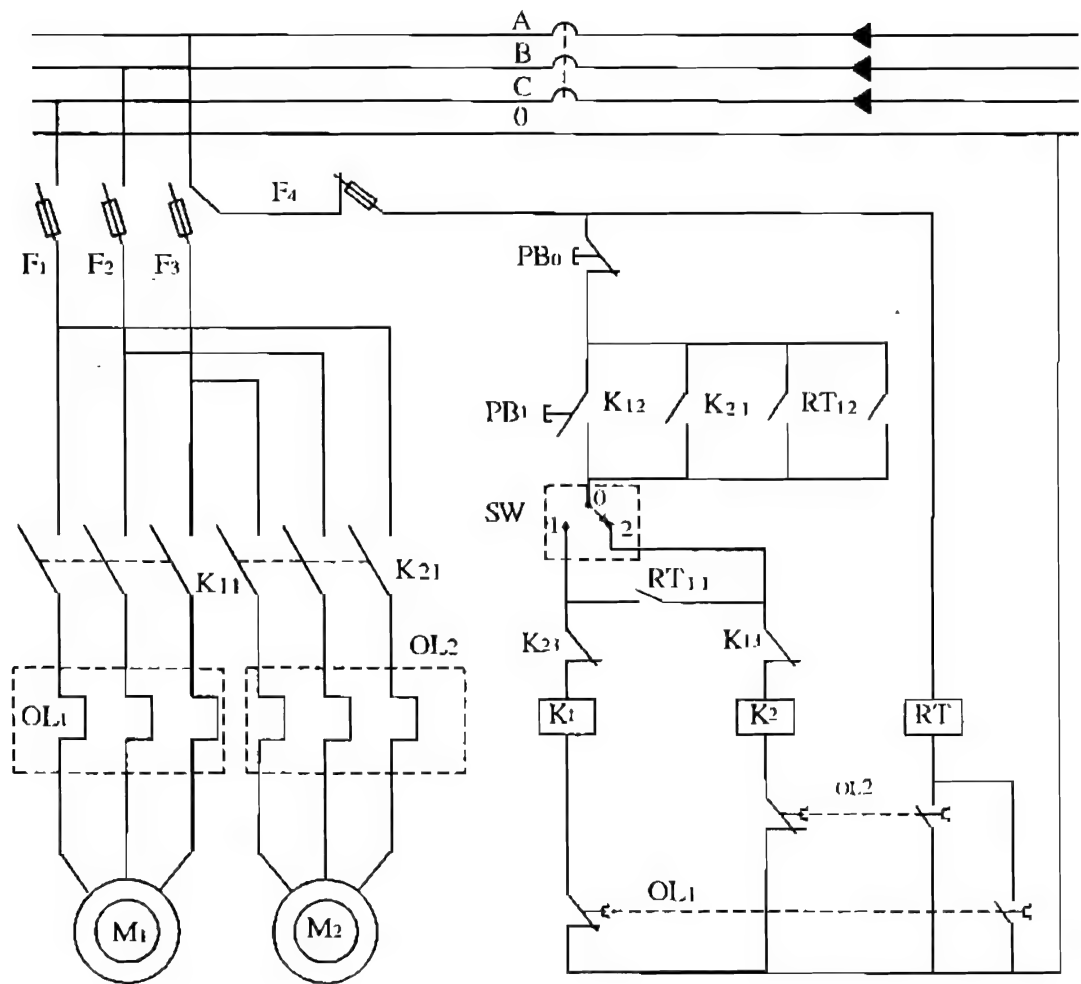 A
B
C
0
F1
F2
F3
F4
PB0
PB1
K12
K21
RT12
SW
0
1
2
RT11
K11
K21
K23
K13
OL2
OL1
K1
K2
RT
OL2
OL1
M1
M2